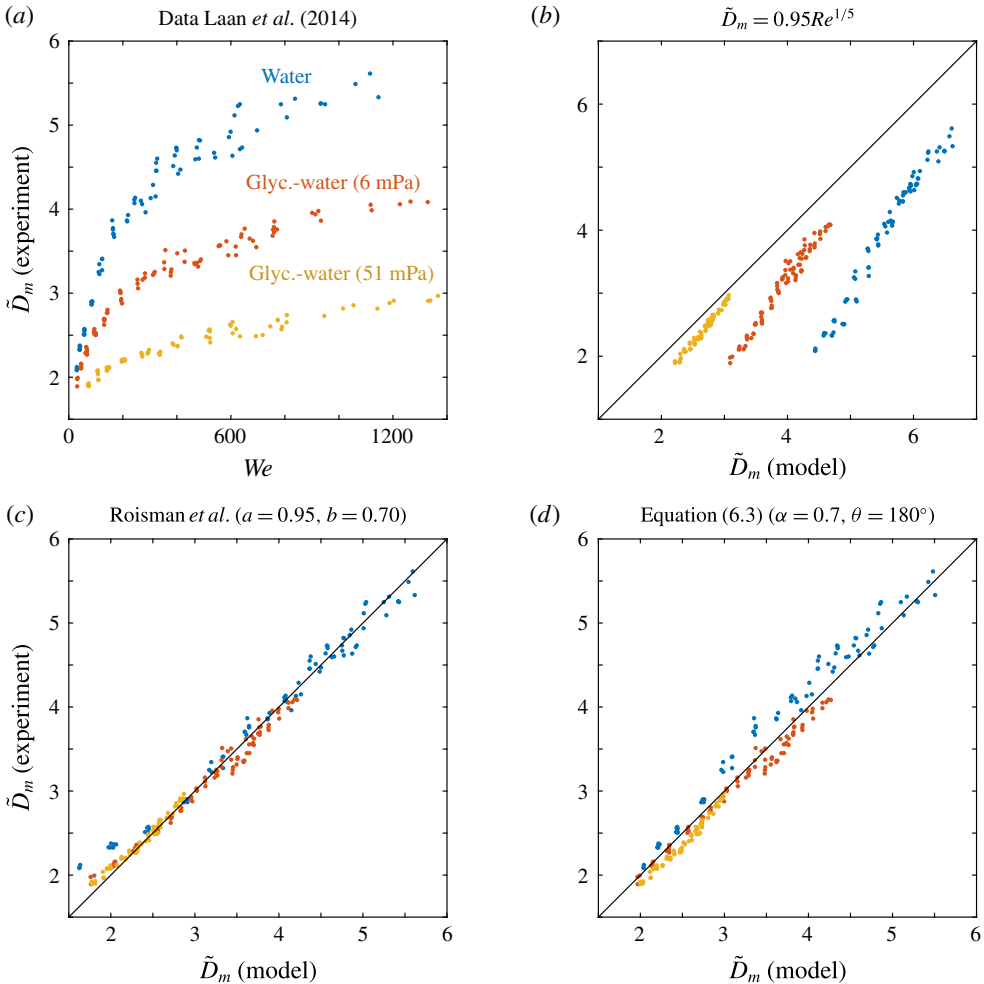 (a) Data Laan et al. (2014)
6
5
4
3
2
0 600 1200
We
D̃m (experiment)
Water
Glyc.-water (6 mPa)
Glyc.-water (51 mPa)
(b) D̃m = 0.95Re^1/5
6
4
2
2 4 6
D̃m (model)
(c) Roisman et al. (a = 0.95, b = 0.70)
6
5
4
3
2
2 3 4 5 6
D̃m (model)
D̃m (experiment)
(d) Equation (6.3) (α = 0.7, θ = 180°)
6
5
4
3
2
2 3 4 5 6
D̃m (model)